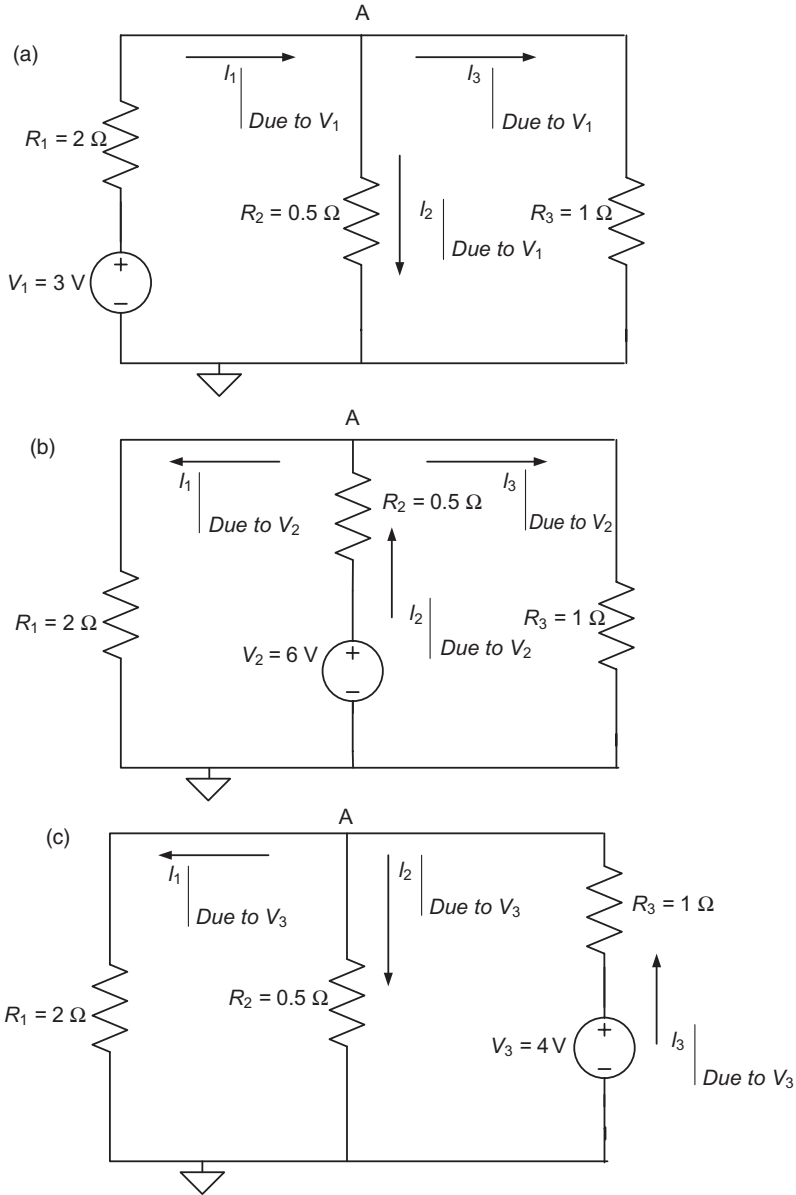 A
(a)
I1
Due to V1
I3
Due to V1
R1 = 2 Ω
R2 = 0.5 Ω
I2
Due to V1
R3 = 1 Ω
V1 = 3 V
+
−
A
(b)
I1
Due to V2
R2 = 0.5 Ω
I3
Due to V2
R1 = 2 Ω
I2
Due to V2
R3 = 1 Ω
V2 = 6 V
+
−
A
(c)
I1
Due to V3
I2
Due to V3
R3 = 1 Ω
R1 = 2 Ω
R2 = 0.5 Ω
V3 = 4 V
+
−
I3
Due to V3